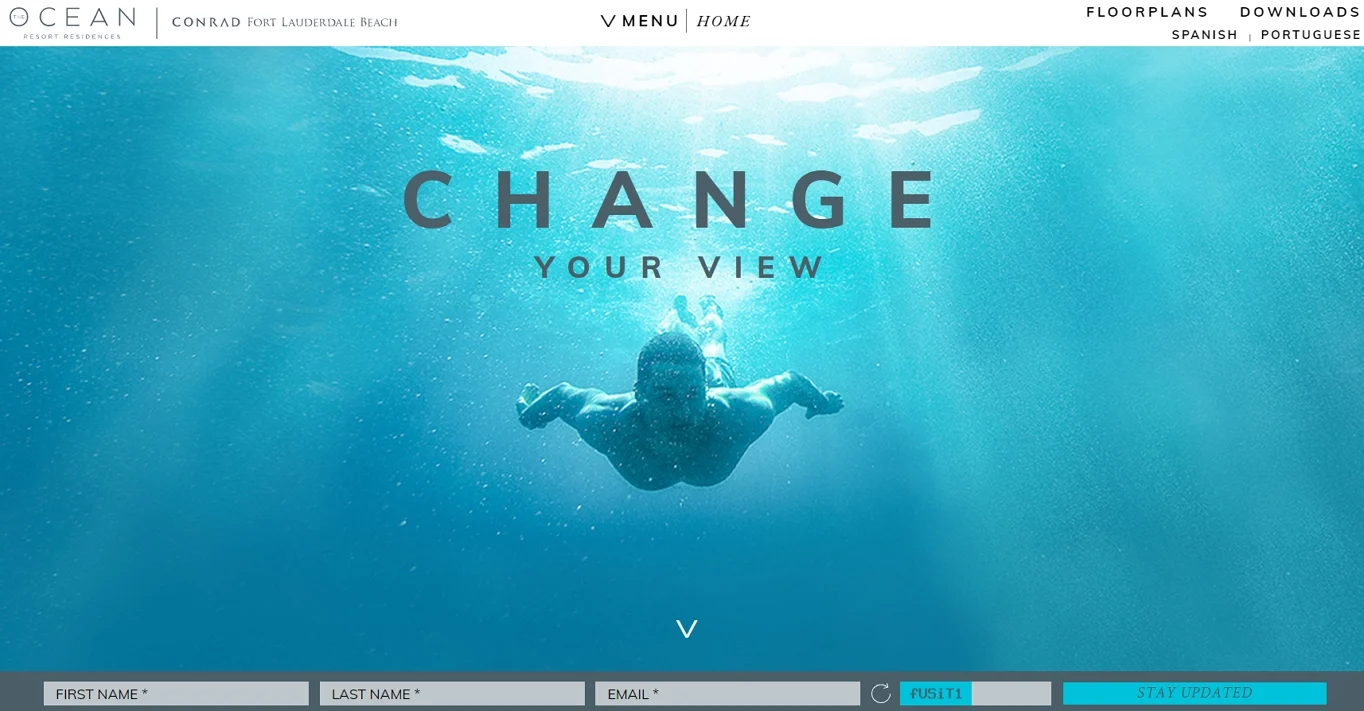 THE OCEAN
RESORT RESIDENCES
CONRAD FORT LAUDERDALE BEACH
MENU
HOME
FLOORPLANS
DOWNLOADS
SPANISH
PORTUGUESE
CHANGE
YOUR VIEW
FIRST NAME *
LAST NAME *
EMAIL *
fUSiT1
STAY UPDATED